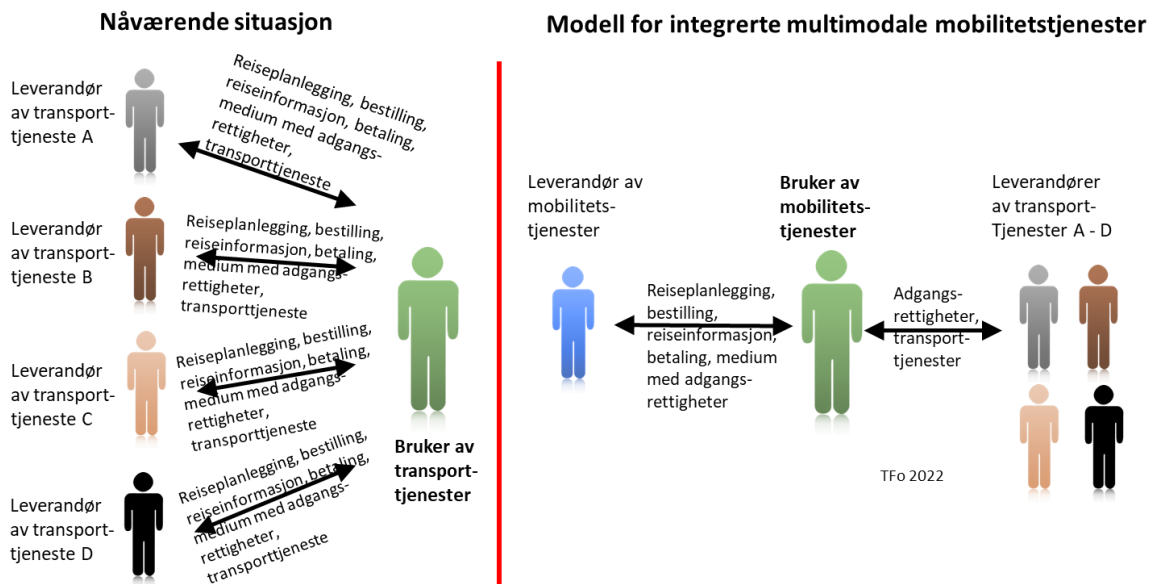 Nåværende situasjon
Leverandør
av transport-
tjeneste A
Reiseplanlegging, bestilling,
reiseinformasjon, betaling,
medium med adgangs-
rettigheter,
transporttjeneste
Leverandør
av transport-
tjeneste B
Reiseplanlegging, bestilling,
reiseinformasjon, betaling,
medium med adgangs-
rettigheter,
transporttjeneste
Leverandør
av transport-
tjeneste C
Reiseplanlegging, bestilling,
reiseinformasjon, betaling,
medium med adgangs-
rettigheter,
transporttjeneste
Leverandør
av transport-
tjeneste D
Reiseplanlegging, bestilling,
reiseinformasjon, betaling,
medium med adgangs-
rettigheter,
transporttjeneste
Bruker av
transport-
tjenester
Modell for integrerte multimodale mobilitetstjenester
Leverandør av
mobilitets-
tjenester
Reiseplanlegging,
bestilling,
reiseinformasjon,
betaling, medium
med adgangs-
rettigheter
Bruker av
mobilitets-
tjenester
Adgangs-
rettigheter,
transport-
tjenester
Leverandører
av transport-
Tjenester A - D
TFo 2022